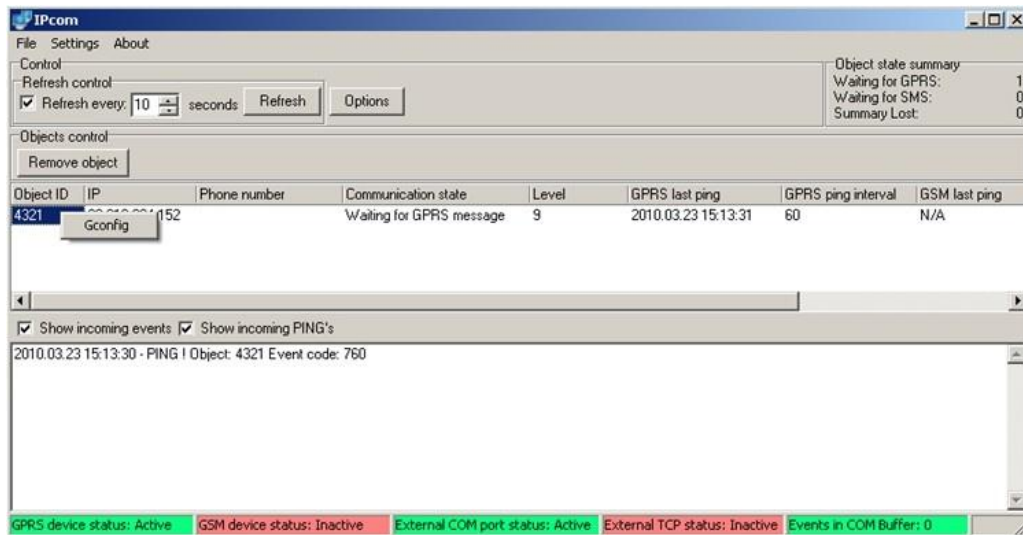 IPcom
File Settings About
Control
Object state summary
Refresh control
Waiting for GPRS: 1
Refresh every: 10 seconds Refresh Options
Waiting for SMS: 0
Summary Lost: 0
Objects control
Remove object
Object ID IP Phone number Communication state Level GPRS last ping GPRS ping interval GSM last ping
4321 152 Waiting for GPRS message 9 2010.03.23 15:13:31 60 N/A
Gconfig
Show incoming events Show incoming PING's
2010.03.23 15:13:30 - PING ! Object: 4321 Event code: 760
GPRS device status: Active GSM device status: Inactive External COM port status: Active External TCP status: Inactive Events in COM Buffer: 0